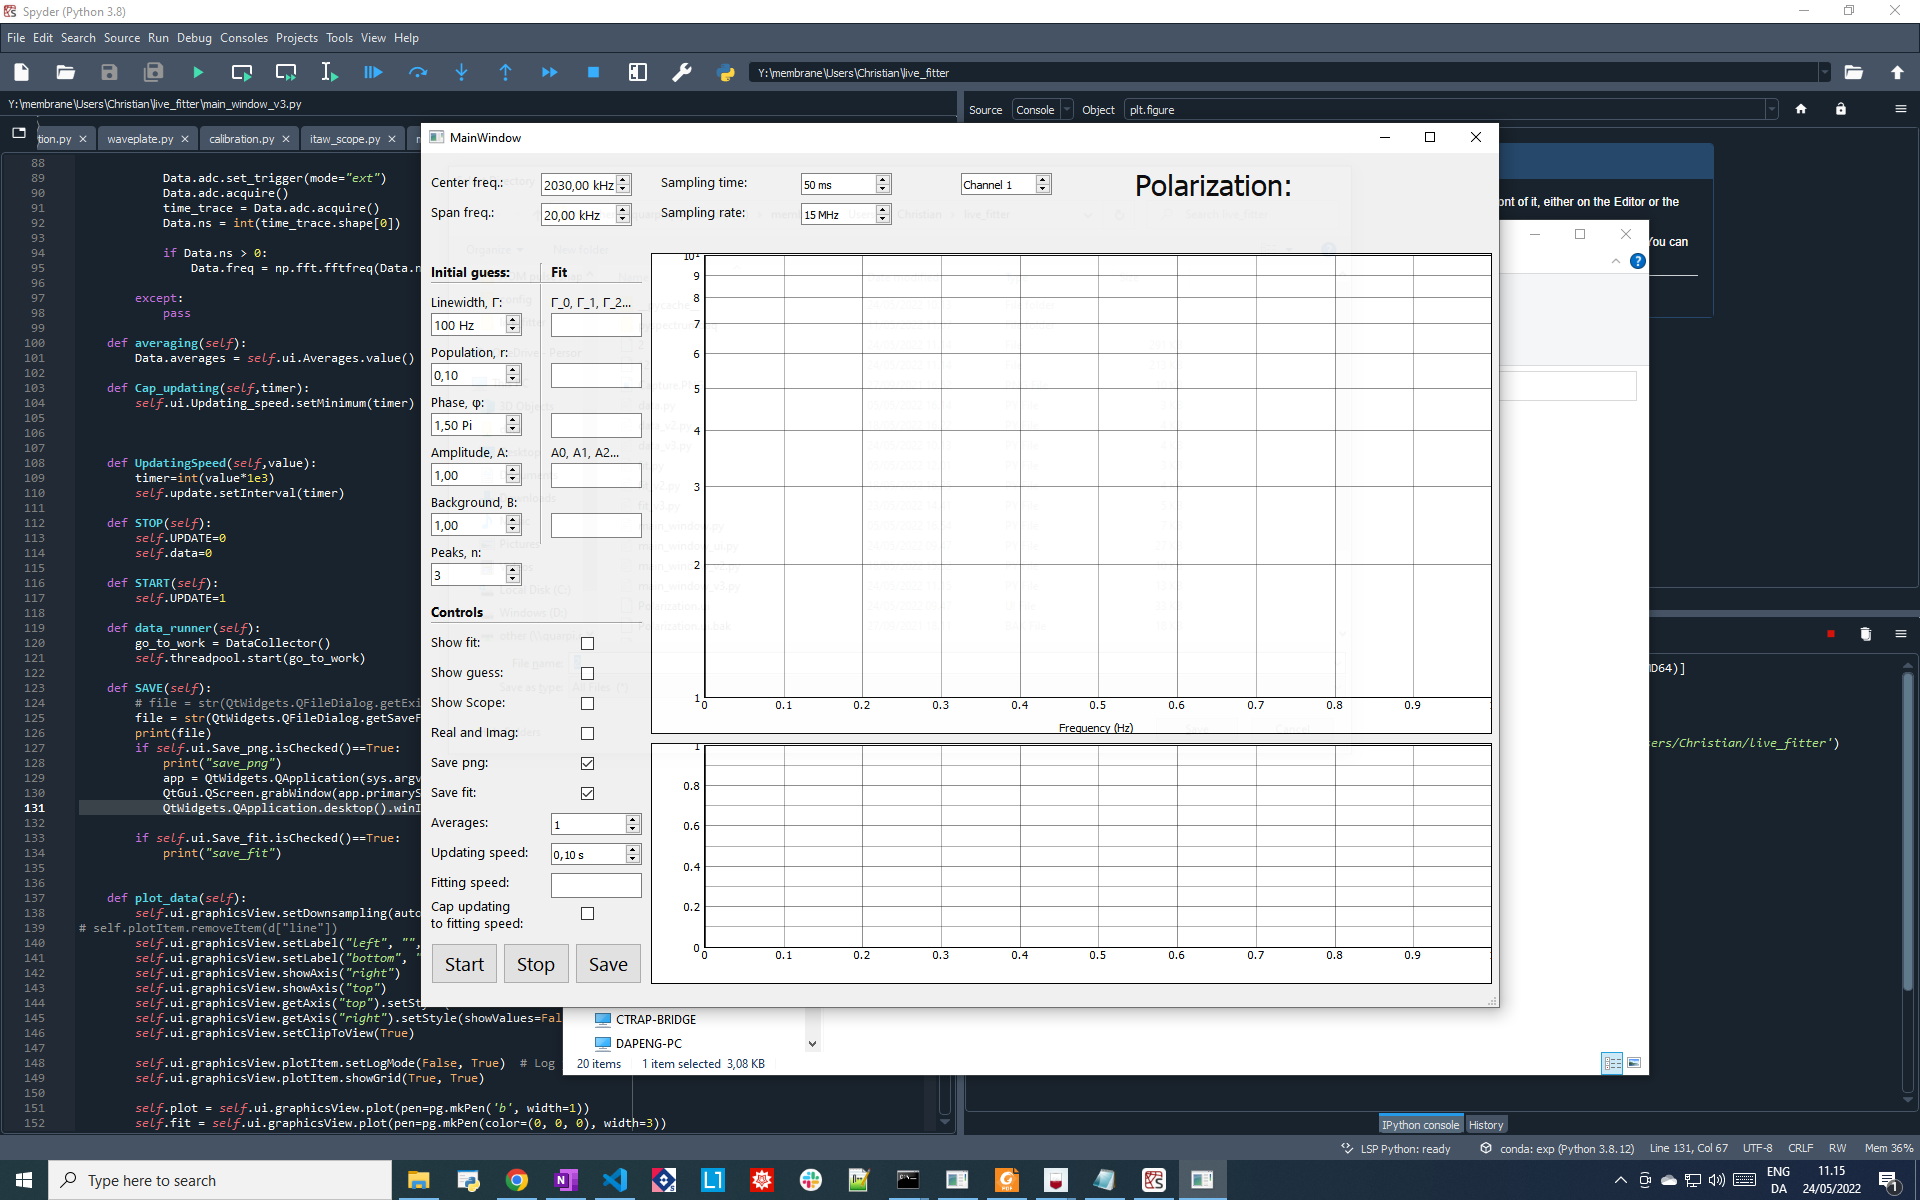 Spyder (Python 3.8)
File Edit Search Source Run Debug Consoles Projects Tools View Help
Y:\membrane\Users\Christian\live_fitter
Y:\membrane\Users\Christian\live_fitter\main_window_v3.py
Source Console Object plt.figure
tion.py waveplate.py calibration.py itaw_scope.py
88
89 Data.adc.set_trigger(mode="ext")
90 Data.adc.acquire()
91 time_trace = Data.adc.acquire()
92 Data.ns = int(time_trace.shape[0])
93
94 if Data.ns > 0:
95 Data.freq = np.fft.fftfreq(Data.n
96
97 except:
98 pass
99
100 def averaging(self):
101 Data.averages = self.ui.Averages.value()
102
103 def Cap_updating(self,timer):
104 self.ui.Updating_speed.setMinimum(timer)
105
106
107
108 def UpdatingSpeed(self,value):
109 timer=int(value*1e3)
110 self.update.setInterval(timer)
111
112 def STOP(self):
113 self.UPDATE=0
114 self.data=0
115
116 def START(self):
117 self.UPDATE=1
118
119 def data_runner(self):
120 go_to_work = DataCollector()
121 self.threadpool.start(go_to_work)
122
123 def SAVE(self):
124 # file = str(QtWidgets.QFileDialog.getExi
125 file = str(QtWidgets.QFileDialog.getSaveF
126 print(file)
127 if self.ui.Save_png.isChecked()==True:
128 print("save_png")
129 app = QtWidgets.QApplication(sys.argv
130 QtGui.QScreen.grabWindow(app.primaryS
131 QtWidgets.QApplication.desktop().winI
132
133 if self.ui.Save_fit.isChecked()==True:
134 print("save_fit")
135
136
137 def plot_data(self):
138 self.ui.graphicsView.setDownsampling(auto
139 # self.plotItem.removeItem(d["line"])
140 self.ui.graphicsView.setLabel("left", "",
141 self.ui.graphicsView.setLabel("bottom", "
142 self.ui.graphicsView.showAxis("right")
143 self.ui.graphicsView.showAxis("top")
144 self.ui.graphicsView.getAxis("top").setSt
145 self.ui.graphicsView.getAxis("right").setStyle(showValues=Fal
146 self.ui.graphicsView.setClipToView(True)
147
148 self.ui.graphicsView.plotItem.setLogMode(False, True) # Log
149 self.ui.graphicsView.plotItem.showGrid(True, True)
150
151 self.plot = self.ui.graphicsView.plot(pen=pg.mkPen('b', width=1))
152 self.fit = self.ui.graphicsView.plot(pen=pg.mkPen(color=(0, 0, 0), width=3))
MainWindow
Center freq.: 2030,00 kHz Sampling time: 50 ms Channel 1 Polarization:
Span freq.: 20,00 kHz Sampling rate: 15 MHz
Initial guess: Fit
Linewidth, Γ: Γ_0, Γ_1, Γ_2...
100 Hz
Population, r:
0,10
Phase, φ:
1,50 Pi
Amplitude, A: A0, A1, A2...
1,00
Background, B:
1,00
Peaks, n:
3
Controls
Show fit:
Show guess:
Show Scope:
Real and Imag:
Save png:
Save fit:
Averages: 1
Updating speed: 0,10 s
Fitting speed:
Cap updating
to fitting speed:
Start Stop Save
10¹
9
8
7
6
5
4
3
2
1
0 0.1 0.2 0.3 0.4 0.5 0.6 0.7 0.8 0.9
Frequency (Hz)
1
0.8
0.6
0.4
0.2
0
0 0.1 0.2 0.3 0.4 0.5 0.6 0.7 0.8 0.9
ont of it, either on the Editor or the
You can
D64)]
ers/Christian/live_fitter')
CTRAP-BRIDGE
DAPENG-PC
20 items 1 item selected 3,08 KB
IPython console History
LSP Python: ready conda: exp (Python 3.8.12) Line 131, Col 67 UTF-8 CRLF RW Mem 36%
Type here to search
ENG
DA
11.15
24/05/2022
1